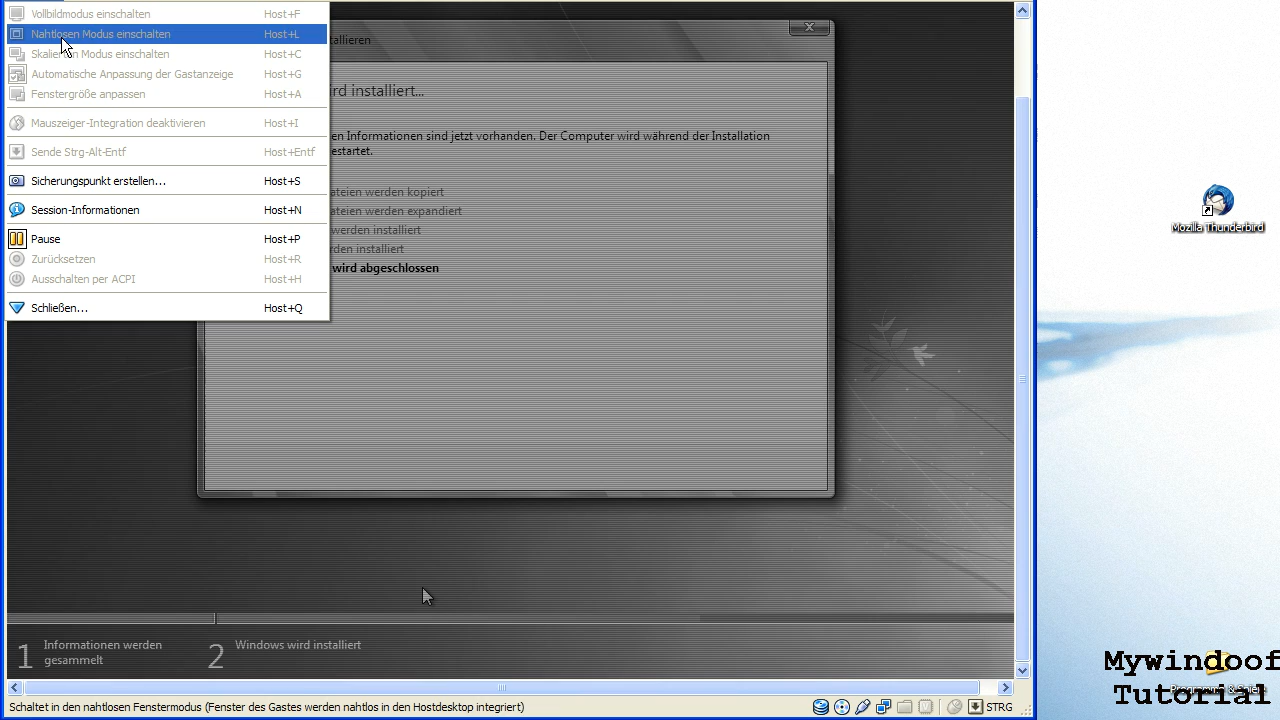 Vollbildmodus einschalten Host+F
Nahtlosen Modus einschalten Host+L
Skalierten Modus einschalten Host+C
Automatische Anpassung der Gastanzeige Host+G
Fenstergröße anpassen Host+A
Mauszeiger-Integration deaktivieren Host+I
Sende Strg-Alt-Entf Host+Entf
Sicherungspunkt erstellen... Host+S
Session-Informationen Host+N
Pause Host+P
Zurücksetzen Host+R
Ausschalten per ACPI Host+H
Schließen... Host+Q
tallieren
rd installiert...
en Informationen sind jetzt vorhanden. Der Computer wird während der Installation
estartet.
ateien werden kopiert
ateien werden expandiert
werden installiert
rden installiert
wird abgeschlossen
1 Informationen werden gesammelt
2 Windows wird installiert
Schaltet in den nahtlosen Fenstermodus (Fenster des Gastes werden nahtlos in den Hostdesktop integriert)
STRG
Mozilla Thunderbird
Mywindoof
Tutorial